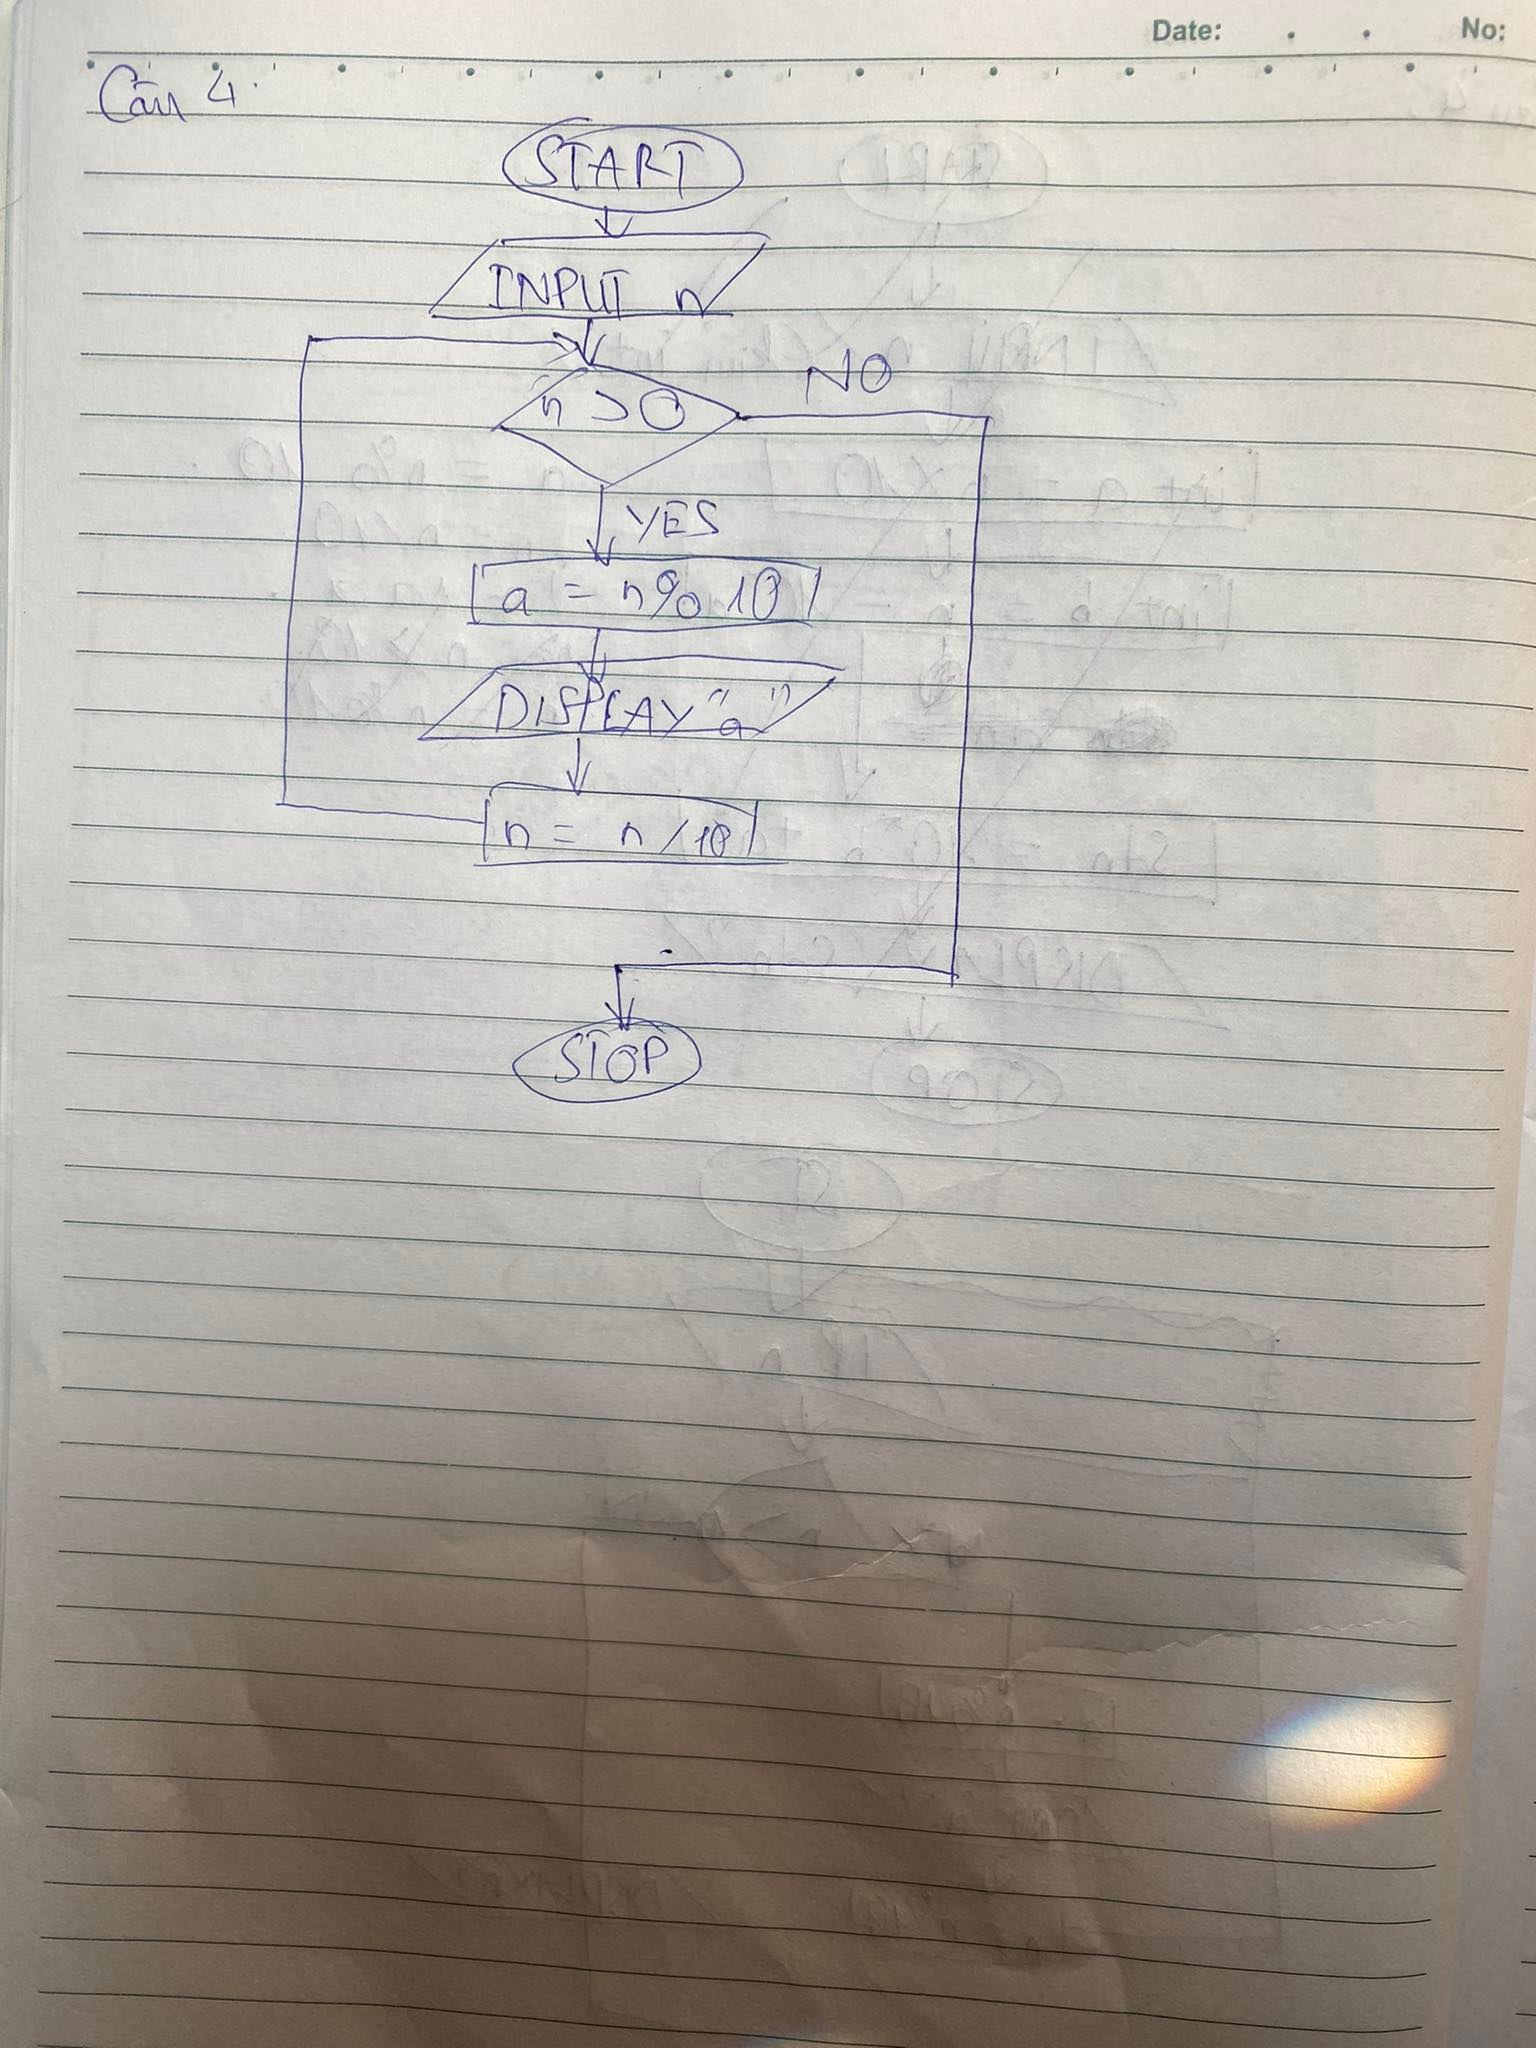 Date: . . No:
Câu 4.
START
INPUT n
n > 0
NO
YES
a = n% 10
DISPLAY "a"
n = n / 10
STOP